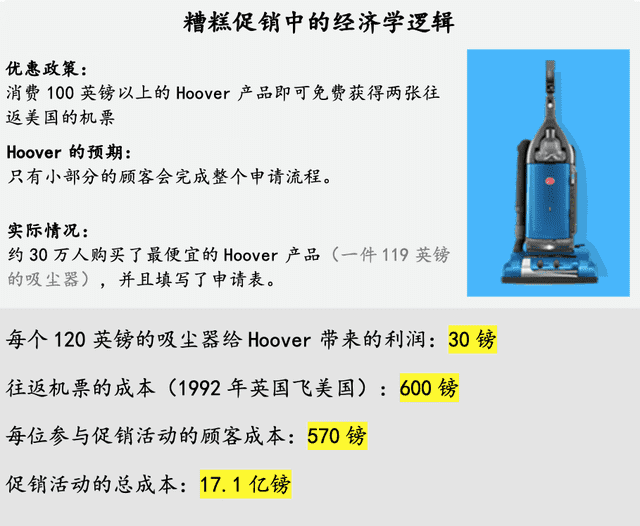 糟糕促销中的经济学逻辑
优惠政策：
消费 100 英镑以上的 Hoover 产品即可免费获得两张往
返美国的机票
Hoover 的预期：
只有小部分的顾客会完成整个申请流程。
实际情况：
约 30 万人购买了最便宜的 Hoover 产品（一件 119 英镑
的吸尘器），并且填写了申请表。
每个 120 英镑的吸尘器给 Hoover 带来的利润：30 镑
往返机票的成本（1992 年英国飞美国）：600 镑
每位参与促销活动的顾客成本：570 镑
促销活动的总成本：17.1 亿镑